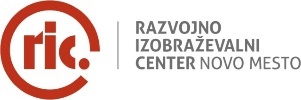 ric.
RAZVOJNO
IZOBRAŽEVALNI
CENTER NOVO MESTO